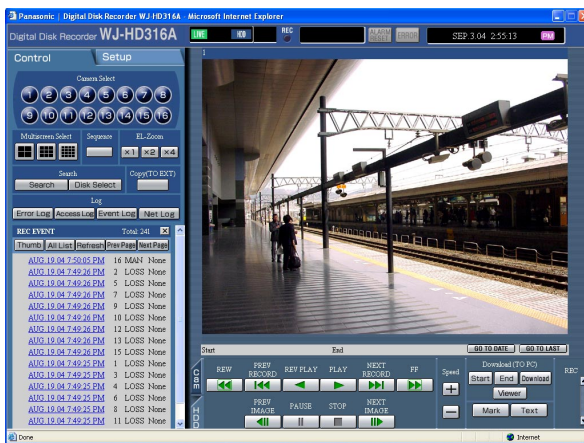 Panasonic | Digital Disk Recorder WJ-HD316A - Microsoft Internet Explorer
Digital Disk Recorder WJ-HD316A
LIVE HDD REC ALARM RESET ERROR SEP. 3.04 2:55:13 PM
Control Setup
1
Camera Select
1 2 3 4 5 6 7 8
9 10 11 12 13 14 15 16
Multiscreen Select Sequence EL-Zoom
×1 ×2 ×4
Search Copy(TO EXT)
Search Disk Select
Log
Error Log Access Log Event Log Net Log
REC EVENT Total: 241
Thumb All List Refresh Prev Page Next Page
AUG.19.04 7:50:05 PM 16 MAN None
AUG.19.04 7:49:26 PM 2 LOSS None
AUG.19.04 7:49:26 PM 5 LOSS None
AUG.19.04 7:49:26 PM 7 LOSS None
AUG.19.04 7:49:26 PM 9 LOSS None
AUG.19.04 7:49:26 PM 10 LOSS None
AUG.19.04 7:49:26 PM 12 LOSS None
AUG.19.04 7:49:26 PM 13 LOSS None
AUG.19.04 7:49:26 PM 15 LOSS None
AUG.19.04 7:49:25 PM 1 LOSS None
AUG.19.04 7:49:25 PM 3 LOSS None
AUG.19.04 7:49:25 PM 4 LOSS None
AUG.19.04 7:49:25 PM 6 LOSS None
AUG.19.04 7:49:25 PM 8 LOSS None
AUG.19.04 7:49:25 PM 11 LOSS None
Start End GO TO DATE GO TO LAST
Cam
HDD
REW PREV RECORD REV PLAY PLAY NEXT RECORD FF
PREV IMAGE PAUSE STOP NEXT IMAGE
Speed
Download (TO PC)
Start End Download
Viewer
Mark Text
REC
Done Internet